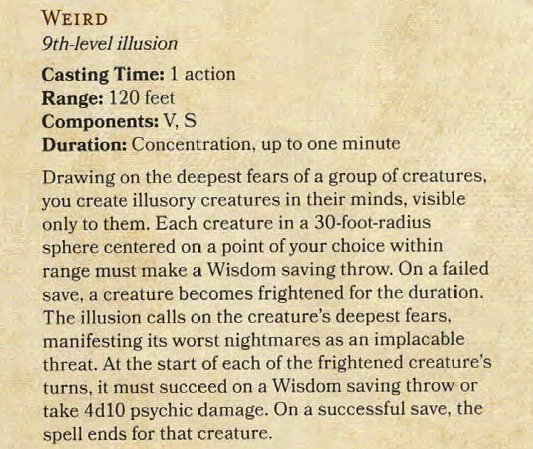 WEIRD
9th-level illusion
Casting Time: 1 action
Range: 120 feet
Components: V, S
Duration: Concentration, up to one minute
Drawing on the deepest fears of a group of creatures,
you create illusory creatures in their minds, visible
only to them. Each creature in a 30-foot-radius
sphere centered on a point of your choice within
range must make a Wisdom saving throw. On a failed
save, a creature becomes frightened for the duration.
The illusion calls on the creature's deepest fears,
manifesting its worst nightmares as an implacable
threat. At the start of each of the frightened creature's
turns, it must succeed on a Wisdom saving throw or
take 4d10 psychic damage. On a successful save, the
spell ends for that creature.